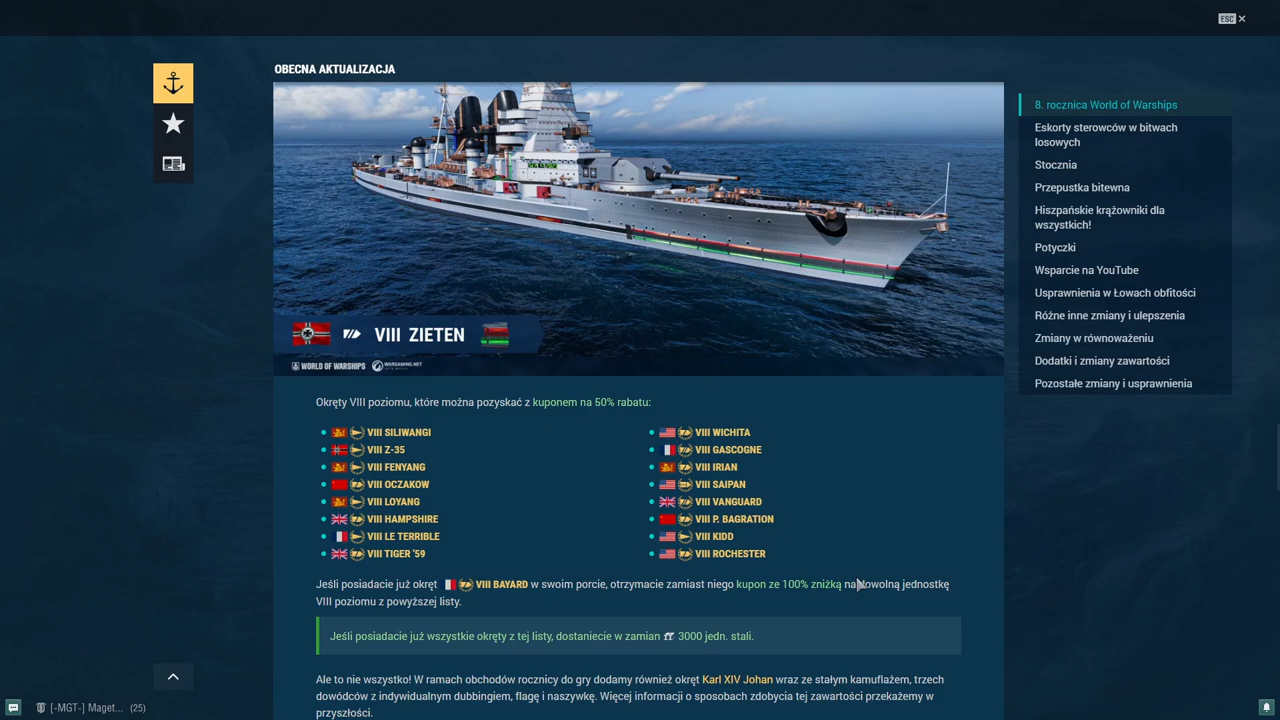 ESC
OBECNA AKTUALIZACJA
VIII ZIETEN
WORLD OF WARSHIPS WARGAMING.NET
8. rocznica World of Warships
Eskorty sterowców w bitwach
losowych
Stocznia
Przepustka bitewna
Hiszpańskie krążowniki dla
wszystkich!
Potyczki
Wsparcie na YouTube
Usprawnienia w Łowach obfitości
Różne inne zmiany i ulepszenia
Zmiany w równoważeniu
Dodatki i zmiany zawartości
Pozostałe zmiany i usprawnienia
Okręty VIII poziomu, które można pozyskać z kuponem na 50% rabatu:
VIII SILIWANGI
VIII Z-35
VIII FENYANG
VIII OCZAKOW
VIII LOYANG
VIII HAMPSHIRE
VIII LE TERRIBLE
VIII TIGER '59
VIII WICHITA
VIII GASCOGNE
VIII IRIAN
VIII SAIPAN
VIII VANGUARD
VIII P. BAGRATION
VIII KIDD
VIII ROCHESTER
Jeśli posiadacie już okręt VIII BAYARD w swoim porcie, otrzymacie zamiast niego kupon ze 100% zniżką na jednostkę
VIII poziomu z powyższej listy.
Jeśli posiadacie już wszystkie okręty z tej listy, dostaniecie w zamian 3000 jedn. stali.
Ale to nie wszystko! W ramach obchodów rocznicy do gry dodamy również okręt Karl XIV Johan wraz ze stałym kamuflażem, trzech
dowódców z indywidualnym dubbingiem, flagę i naszywkę. Więcej informacji o sposobach zdobycia tej zawartości przekażemy w
przyszłości.
[-MGT-] Maget... (25)